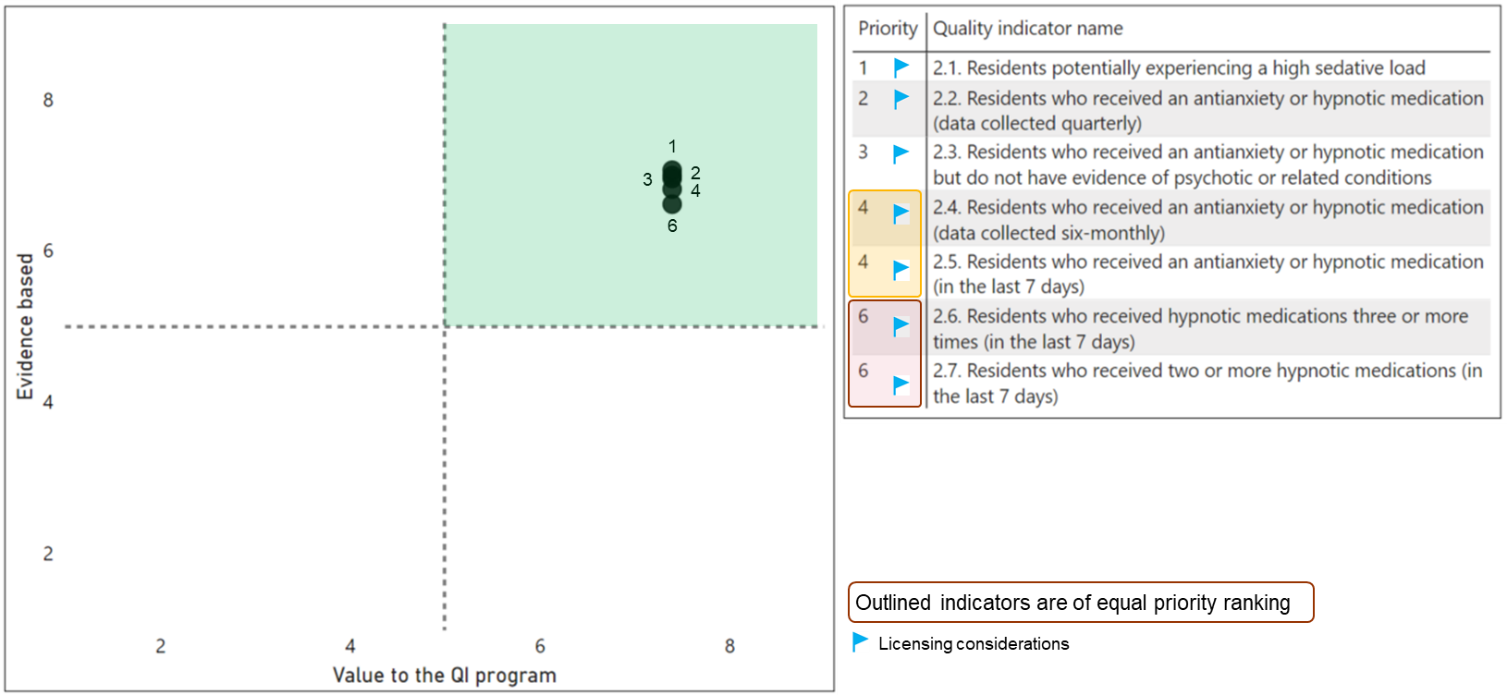 8
6
4
2
Evidence based
1
2
3
4
6
2
4
6
8
Value to the QI program
Priority Quality indicator name
1 2.1. Residents potentially experiencing a high sedative load
2 2.2. Residents who received an antianxiety or hypnotic medication
(data collected quarterly)
3 2.3. Residents who received an antianxiety or hypnotic medication
but do not have evidence of psychotic or related conditions
4 2.4. Residents who received an antianxiety or hypnotic medication
(data collected six-monthly)
4 2.5. Residents who received an antianxiety or hypnotic medication
(in the last 7 days)
6 2.6. Residents who received hypnotic medications three or more
times (in the last 7 days)
6 2.7. Residents who received two or more hypnotic medications (in
the last 7 days)
Outlined indicators are of equal priority ranking
Licensing considerations